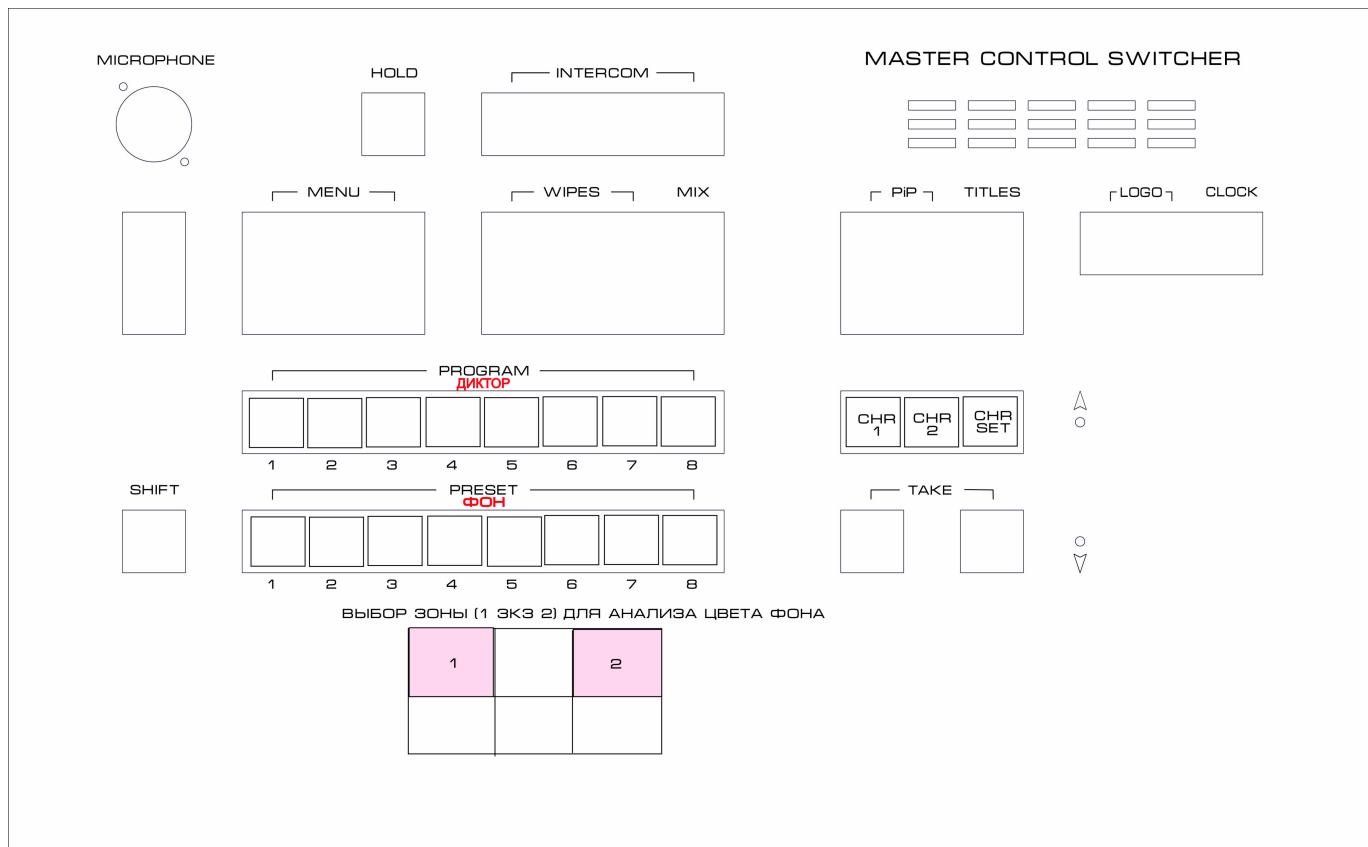 MICROPHONE
HOLD
INTERCOM
MASTER CONTROL SWITCHER
MENU
WIPES
MIX
PiP
TITLES
LOGO
CLOCK
PROGRAM
ДИКТОР
1 2 3 4 5 6 7 8
CHR 1
CHR 2
CHR SET
SHIFT
PRESET
ФОН
1 2 3 4 5 6 7 8
TAKE
ВЫБОР ЗОНЫ (1 ЭКЗ 2) ДЛЯ АНАЛИЗА ЦВЕТА ФОНА
1 2